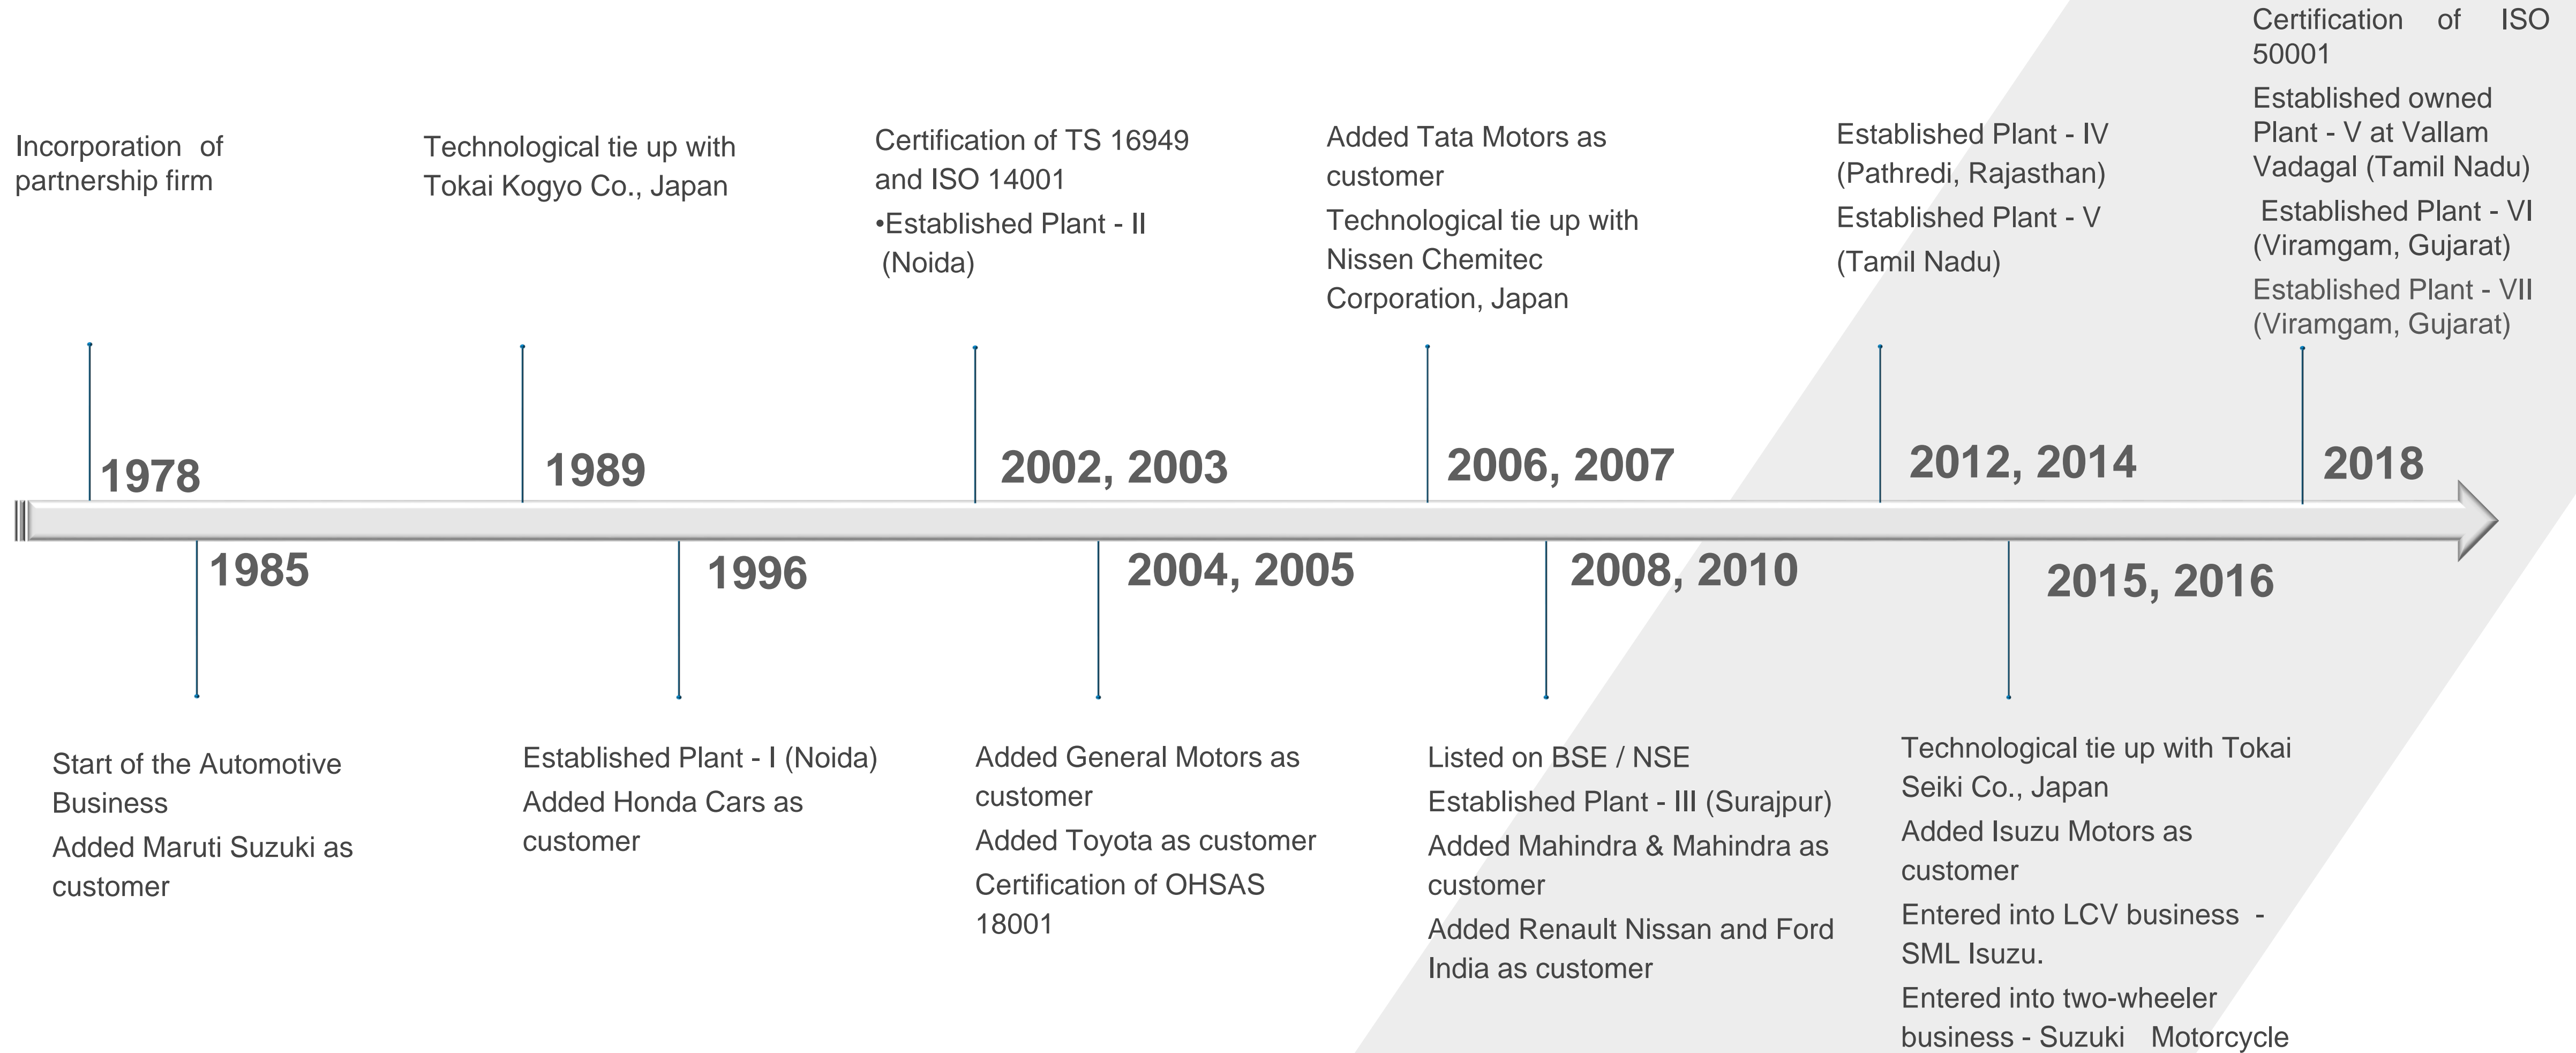 Incorporation of
partnership firm
Technological tie up with
Tokai Kogyo Co., Japan
Certification of TS 16949
and ISO 14001
•Established Plant - II
(Noida)
Added Tata Motors as
customer
Technological tie up with
Nissen Chemitec
Corporation, Japan
Established Plant - IV
(Pathredi, Rajasthan)
Established Plant - V
(Tamil Nadu)
Certification of ISO
50001
Established owned
Plant - V at Vallam
Vadagal (Tamil Nadu)
Established Plant - VI
(Viramgam, Gujarat)
Established Plant - VII
(Viramgam, Gujarat)
1978
1989
2002, 2003
2006, 2007
2012, 2014
2018
1985
1996
2004, 2005
2008, 2010
2015, 2016
Start of the Automotive
Business
Added Maruti Suzuki as
customer
Established Plant - I (Noida)
Added Honda Cars as
customer
Added General Motors as
customer
Added Toyota as customer
Certification of OHSAS
18001
Listed on BSE / NSE
Established Plant - III (Surajpur)
Added Mahindra & Mahindra as
customer
Added Renault Nissan and Ford
India as customer
Technological tie up with Tokai
Seiki Co., Japan
Added Isuzu Motors as
customer
Entered into LCV business -
SML Isuzu.
Entered into two-wheeler
business - Suzuki Motorcycle